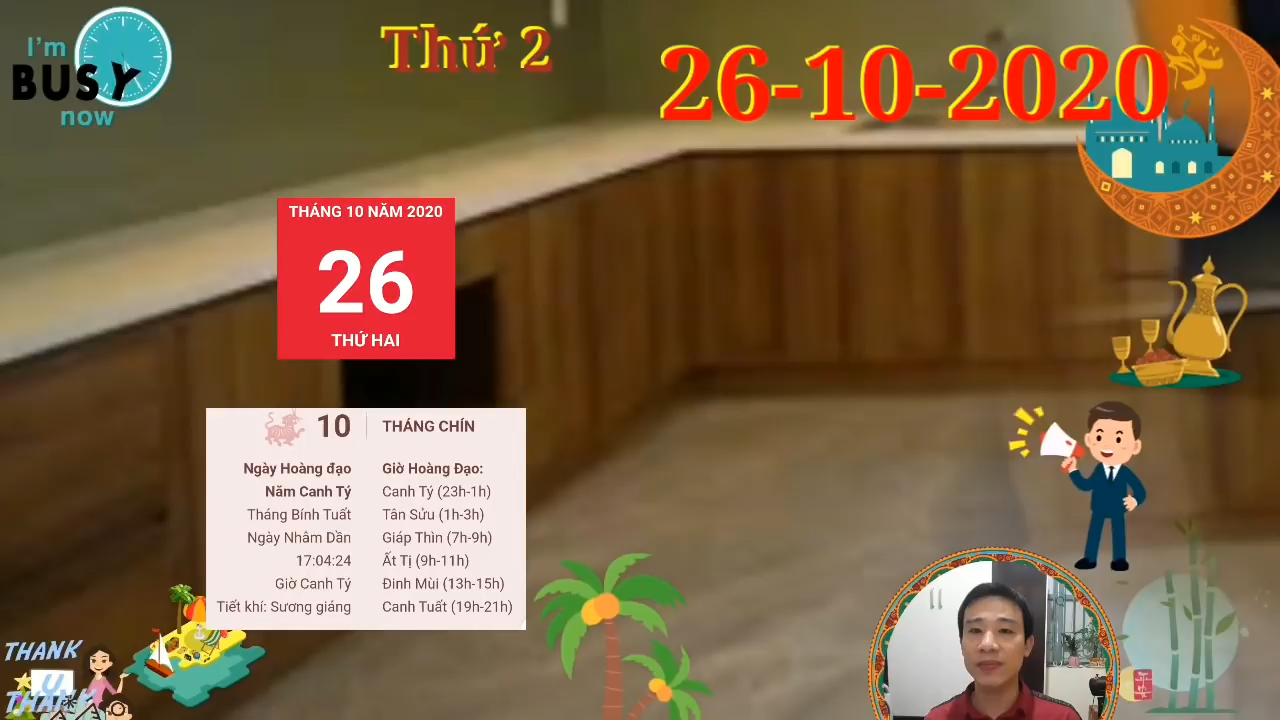 I'm
BUSY
now
Thứ 2
26-10-2020
THÁNG 10 NĂM 2020
26
THỨ HAI
10
THÁNG CHÍN
Ngày Hoàng đạo
Năm Canh Tý
Tháng Bính Tuất
Ngày Nhâm Dần
17:04:24
Giờ Canh Tý
Tiết khí: Sương giáng
Giờ Hoàng Đạo:
Canh Tý (23h-1h)
Tân Sửu (1h-3h)
Giáp Thìn (7h-9h)
Ất Tị (9h-11h)
Đinh Mùi (13h-15h)
Canh Tuất (19h-21h)
THANK
U
THANK